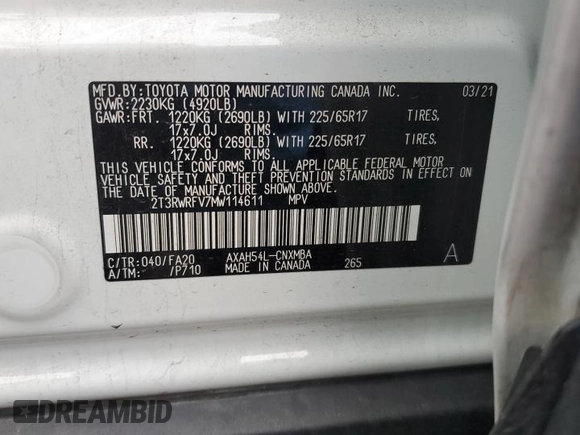 MFD.BY:TOYOTA MOTOR MANUFACTURING CANADA INC. 03/21
GVWR:2230KG (4920LB)
GAWR:FRT. 1220KG (2690LB) WITH 225/65R17 TIRES,
17x7.0J RIMS.
RR. 1220KG (2690LB) WITH 225/65R17 TIRES,
17x7.0J RIMS.
THIS VEHICLE CONFORMS TO ALL APPLICABLE FEDERAL MOTOR
VEHICLE SAFETY AND THEFT PREVENTION STANDARDS IN EFFECT ON
THE DATE OF MANUFACTURE SHOWN ABOVE.
2T3RWRFV7MW114611 MPV
C/TR:040/FA20 AXAH54L-CNXMBA A
A/TM: /P710 MADE IN CANADA 265
DREAMBID